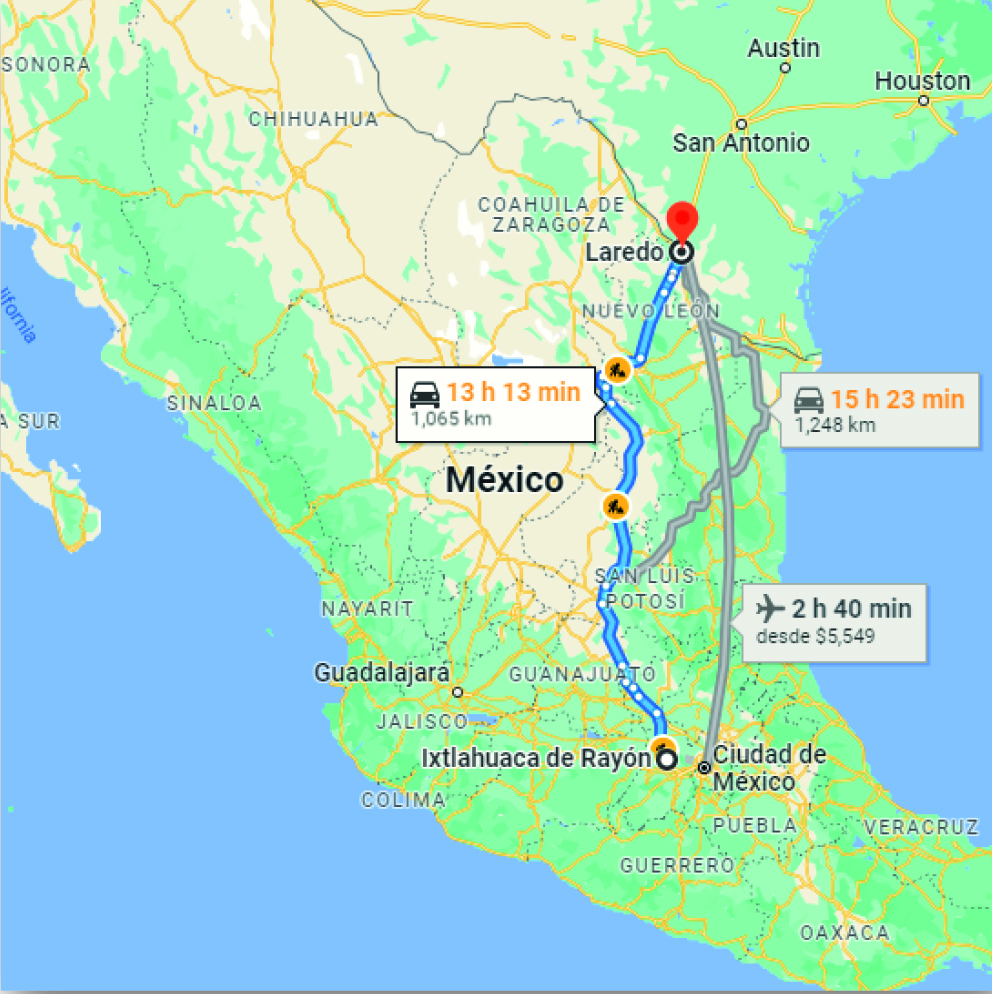 Austin
SONORA
Houston
CHIHUAHUA
San Antonio
COAHUILA DE
ZARAGOZA
Laredo
lifornia
NUEVO LEÓN
13 h 13 min
1,065 km
15 h 23 min
1,248 km
SINALOA
A SUR
México
SAN LUIS
POTOSÍ
NAYARIT
2 h 40 min
desde $5,549
Guadalajara
GUANAJUATO
JALISCO
Ixtlahuaca de Rayón
Ciudad de
México
COLIMA
PUEBLA
VERACRUZ
GUERRERO
OAXACA